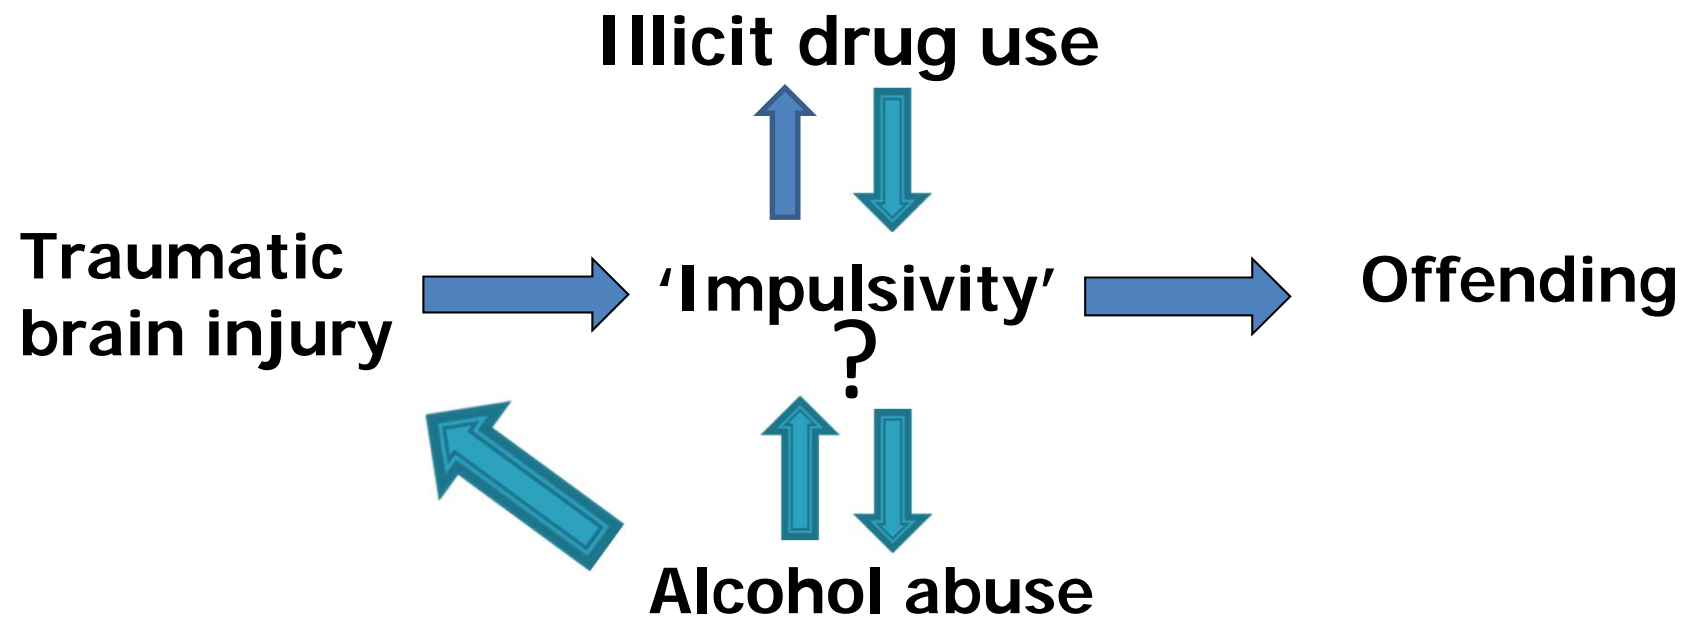 Illicit drug use
Traumatic
brain injury
‘Impulsivity’
?
Offending
Alcohol abuse